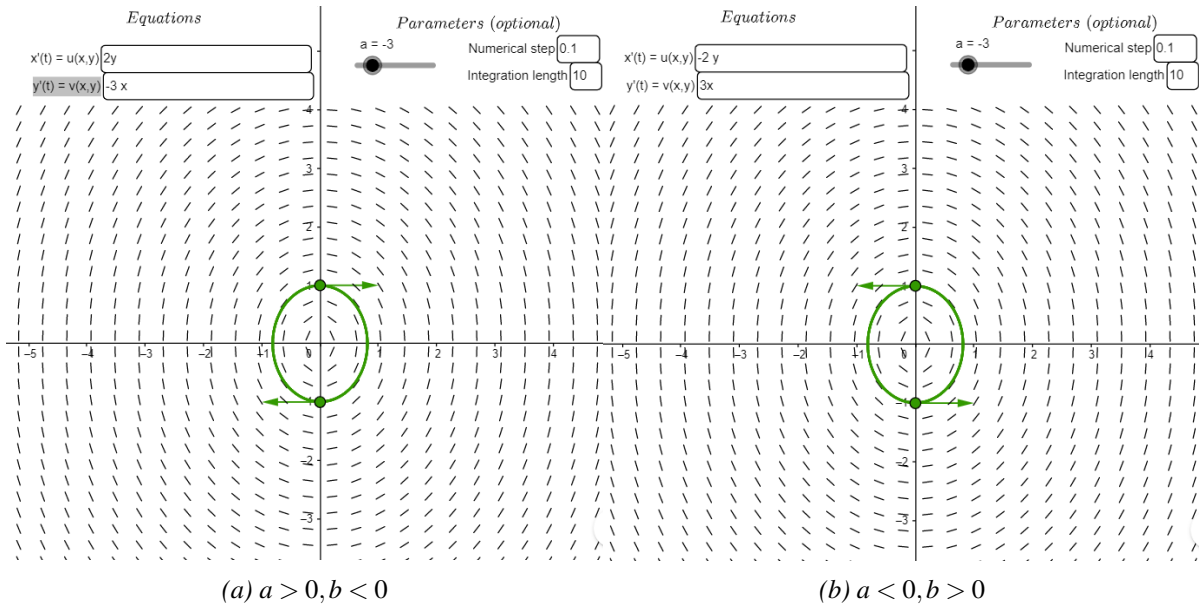 Equations
Parameters (optional)
x'(t) = u(x,y) 2y
y'(t) = v(x,y) -3 x
a = -3
Numerical step 0.1
Integration length 10
4
3
2
1
-5 -4 -3 -2 -1 0 1 2 3 4
-1
-2
-3
(a) a > 0, b < 0
Equations
Parameters (optional)
x'(t) = u(x,y) -2 y
y'(t) = v(x,y) 3x
a = -3
Numerical step 0.1
Integration length 10
4
3
2
1
-5 -4 -3 -2 -1 0 1 2 3 4
-1
-2
-3
(b) a < 0, b > 0